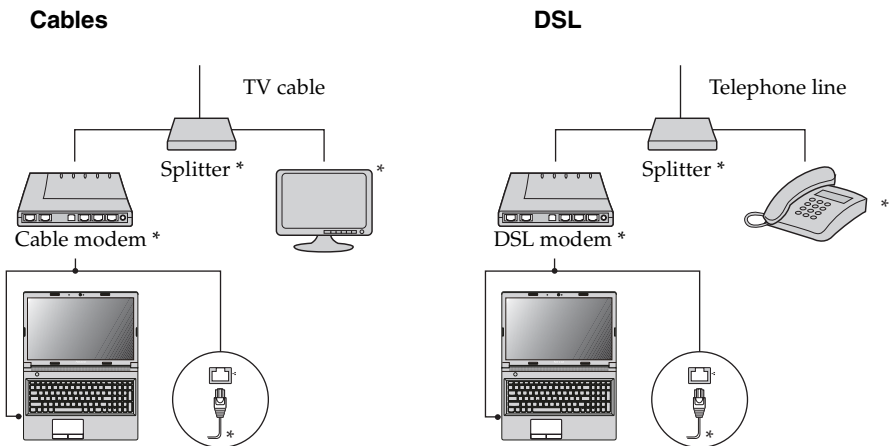 Cables
TV cable
Splitter *
*
Cable modem *
*
DSL
Telephone line
Splitter *
*
DSL modem *
*